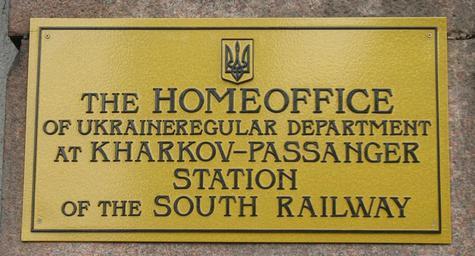 THE HOMEOFFICE
OF UKRAINEREGULAR DEPARTMENT
AT KHARKOV-PASSANGER
STATION
OF THE SOUTH RAILWAY